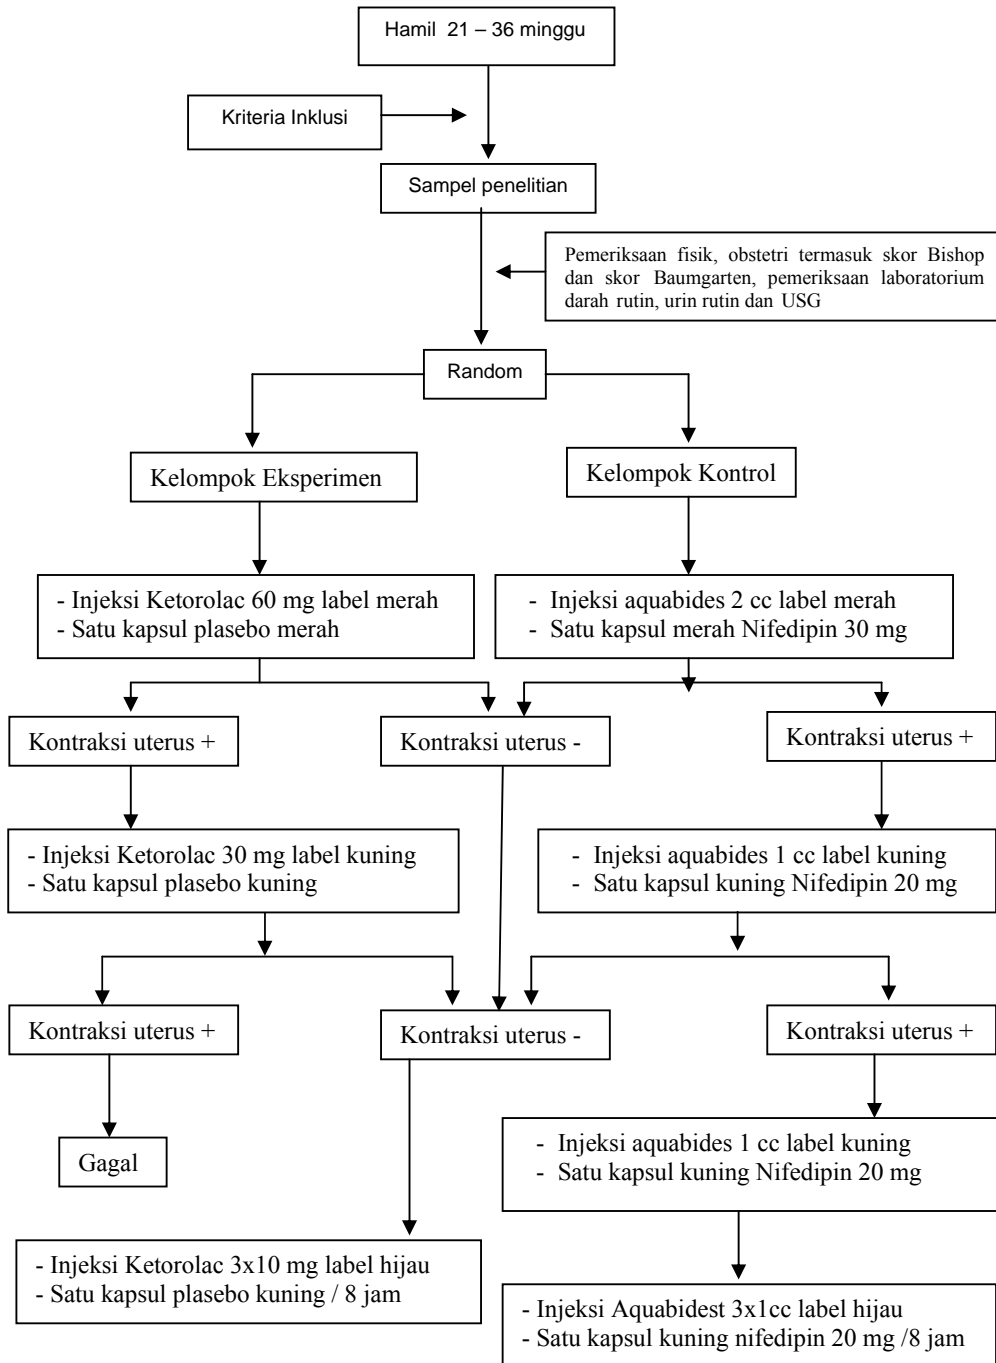 Hamil 21 – 36 minggu
Kriteria Inklusi
Sampel penelitian
Pemeriksaan fisik, obstetri termasuk skor Bishop
dan skor Baumgarten, pemeriksaan laboratorium
darah rutin, urin rutin dan USG
Random
Kelompok Eksperimen
Kelompok Kontrol
- Injeksi Ketorolac 60 mg label merah
- Satu kapsul plasebo merah
- Injeksi aquabides 2 cc label merah
- Satu kapsul merah Nifedipin 30 mg
Kontraksi uterus +
Kontraksi uterus -
Kontraksi uterus +
- Injeksi Ketorolac 30 mg label kuning
- Satu kapsul plasebo kuning
- Injeksi aquabides 1 cc label kuning
- Satu kapsul kuning Nifedipin 20 mg
Kontraksi uterus +
Kontraksi uterus -
Kontraksi uterus +
Gagal
- Injeksi aquabides 1 cc label kuning
- Satu kapsul kuning Nifedipin 20 mg
- Injeksi Ketorolac 3x10 mg label hijau
- Satu kapsul plasebo kuning / 8 jam
- Injeksi Aquabidest 3x1cc label hijau
- Satu kapsul kuning nifedipin 20 mg /8 jam